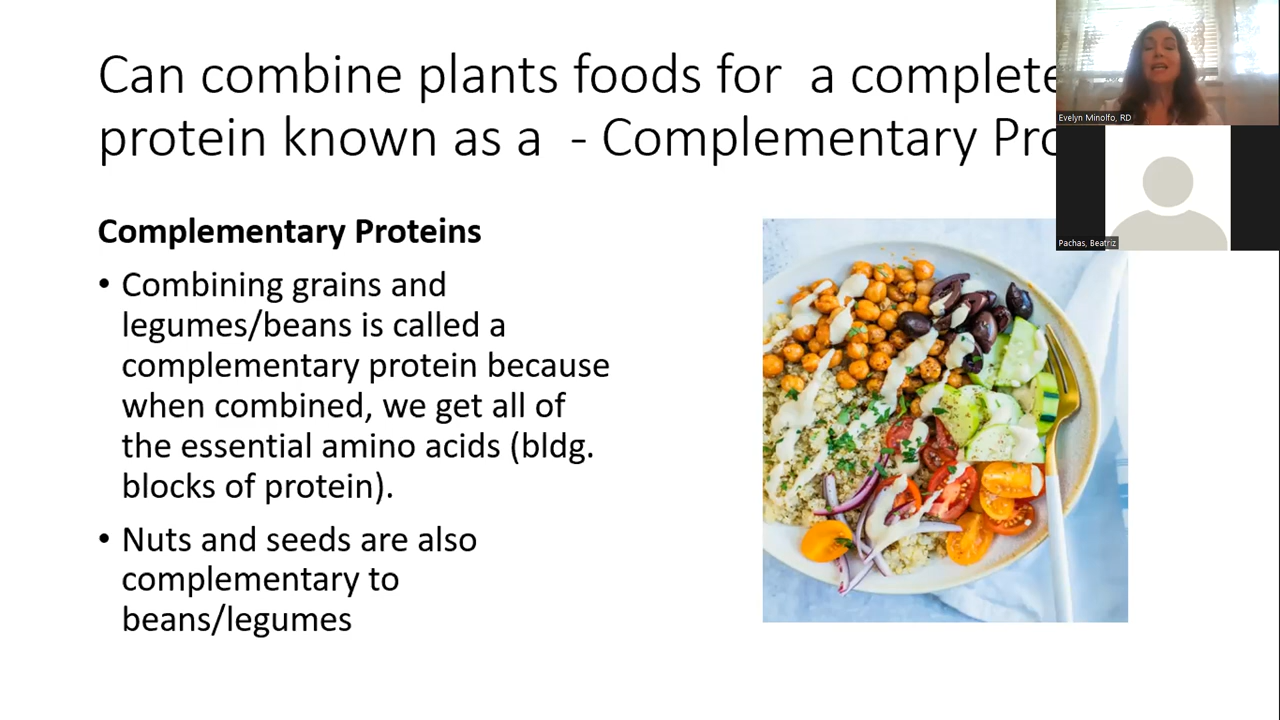 Can combine plants foods for  a complete
protein known as a  - Complementary
Evelyn Minolfo, RD
Pachas, Beatriz
Complementary Proteins
• Combining grains and
legumes/beans is called a
complementary protein because
when combined, we get all of
the essential amino acids (bldg.
blocks of protein).
• Nuts and seeds are also
complementary to
beans/legumes